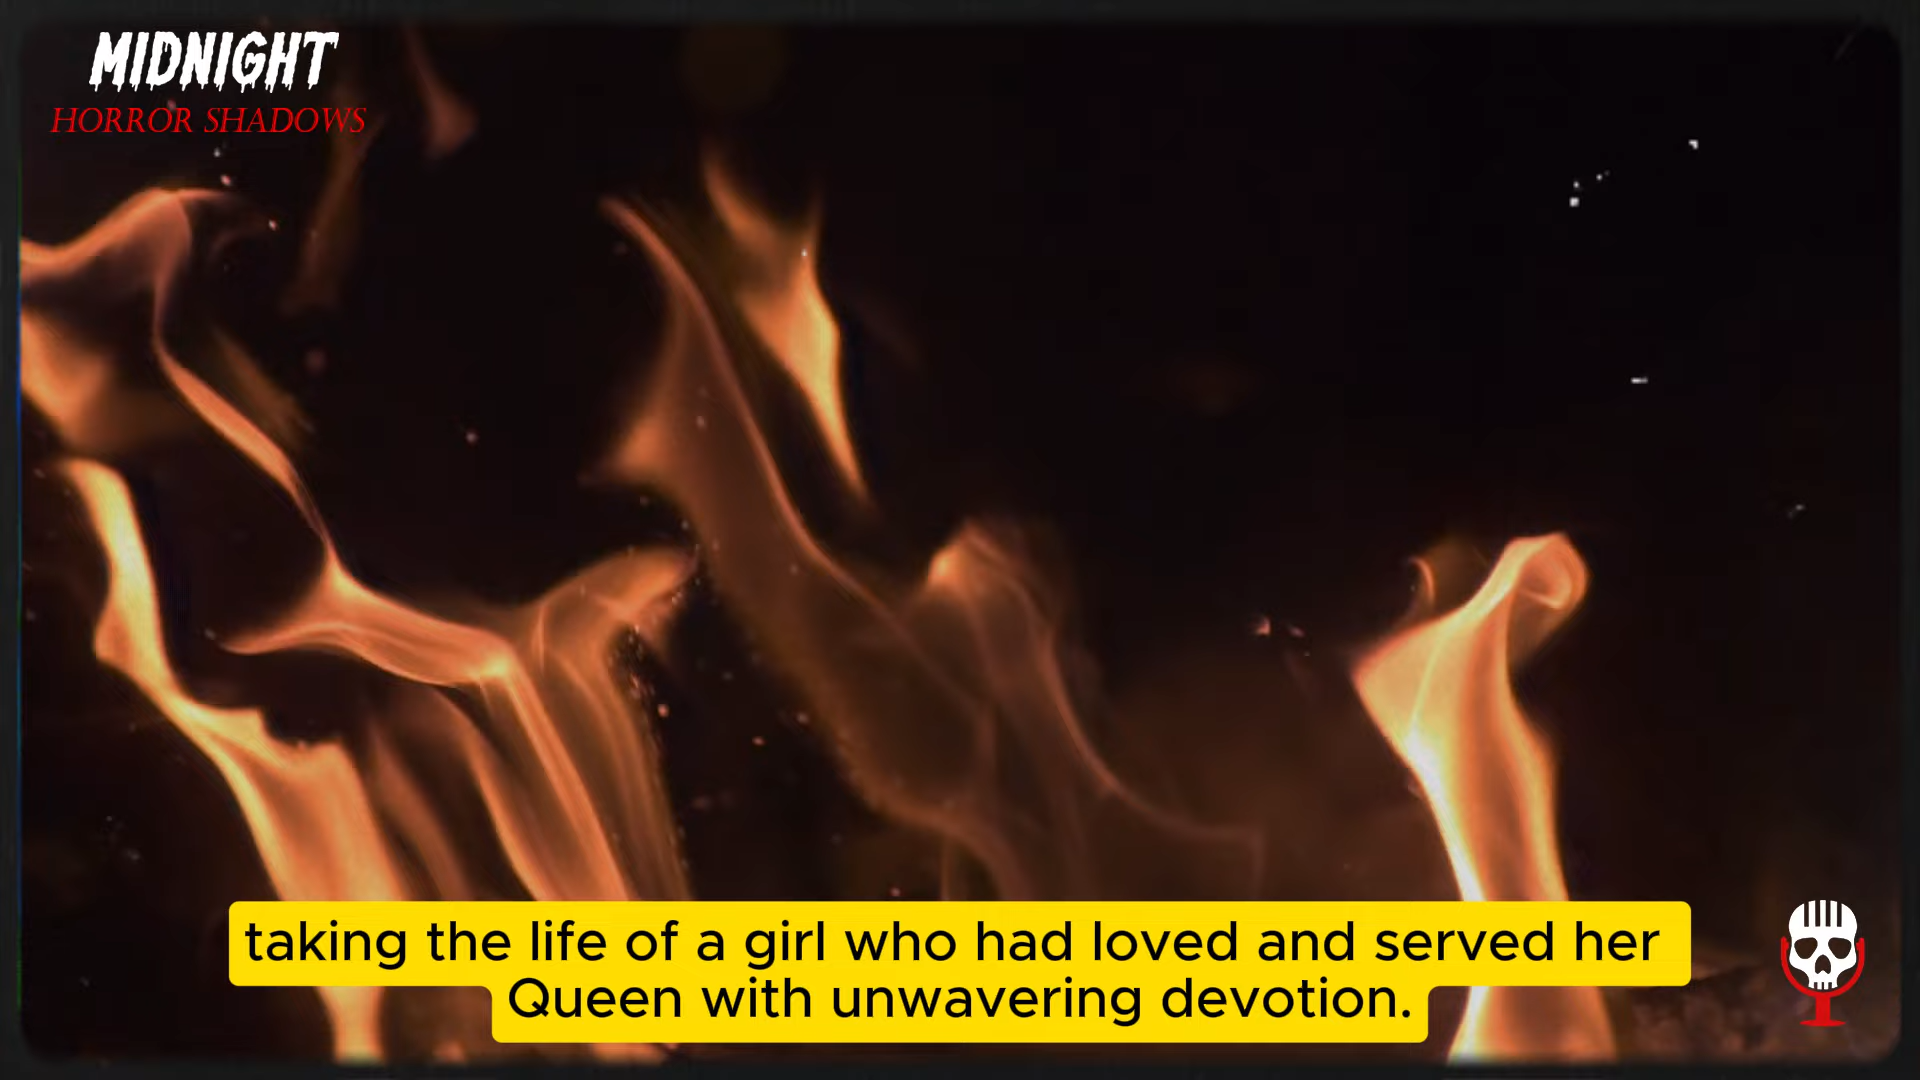 MIDNIGHT
HORROR SHADOWS
taking the life of a girl who had loved and served her
Queen with unwavering devotion.